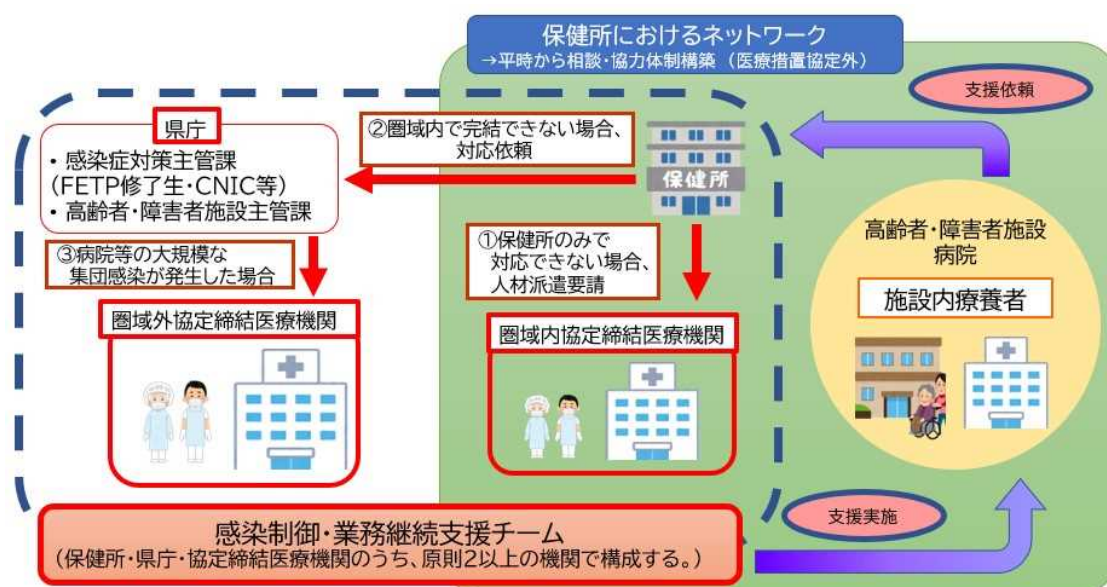 保健所におけるネットワーク
→平時から相談・協力体制構築（医療措置協定外）
支援依頼
県庁
・感染症対策主管課
（FETP修了生・CNIC等）
・高齢者・障害者施設主管課
②圏域内で完結できない場合、
対応依頼
保健所
高齢者・障害者施設
病院
施設内療養者
③病院等の大規模な
集団感染が発生した場合
①保健所のみで
対応できない場合、
人材派遣要請
圏域外協定締結医療機関
圏域内協定締結医療機関
感染制御・業務継続支援チーム
（保健所・県庁・協定締結医療機関のうち、原則2以上の機関で構成する。）
支援実施